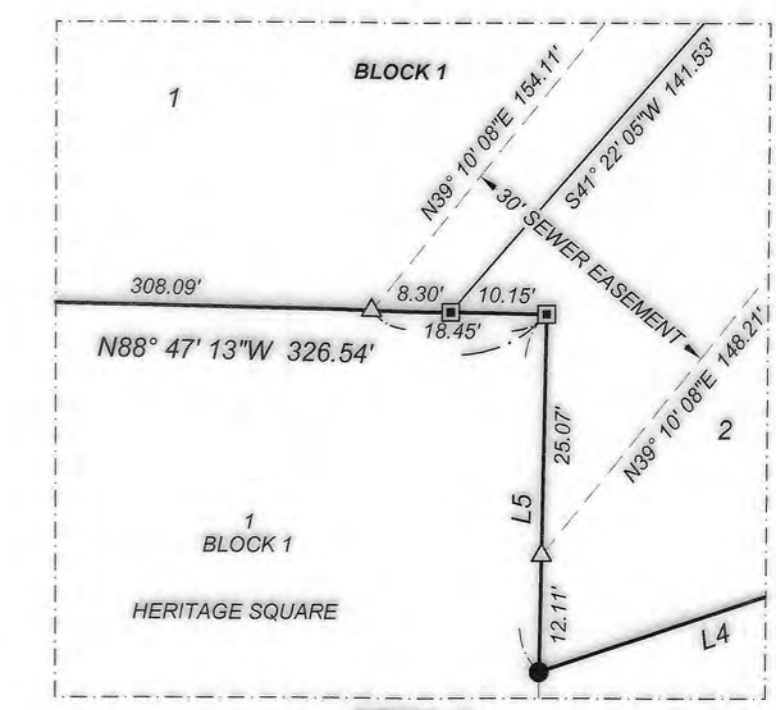 BLOCK 1
1
N39° 10' 08"E 154.11'
S41° 22' 05"W 141.53'
30' SEWER EASEMENT
308.09'
8.30'
10.15'
18.45'
N88° 47' 13"W 326.54'
N39° 10' 08"E 148.21'
2
25.07'
L5
1
BLOCK 1
HERITAGE SQUARE
12.11'
L4